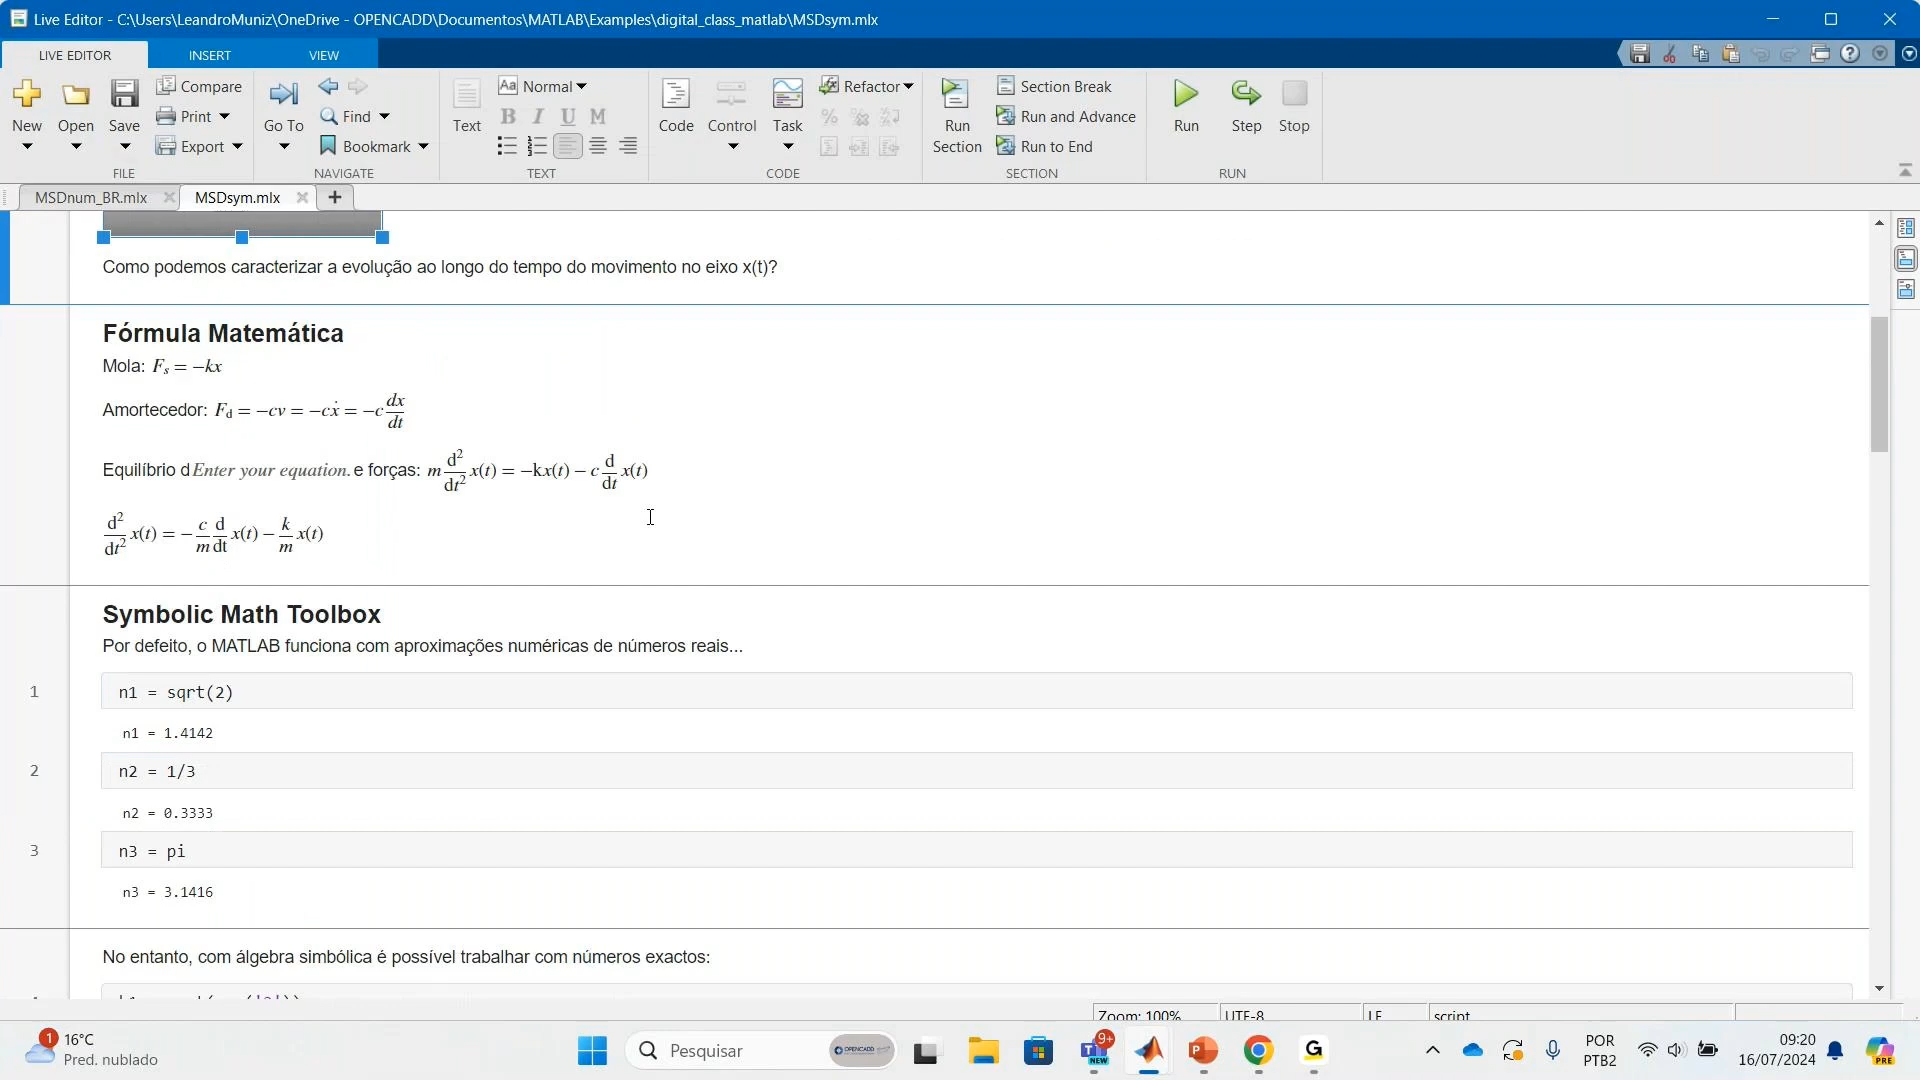 Live Editor - C:\Users\LeandroMuniz\OneDrive - OPENCADD\Documentos\MATLAB\Examples\digital_class_matlab\MSDsym.mlx
LIVE EDITOR INSERT VIEW
New Open Save Compare Print Export
FILE
Go To Find Bookmark
NAVIGATE
Text Aa Normal B I U M
TEXT
Code Control Task Refactor
CODE
Run Section Section Break Run and Advance Run to End
SECTION
Run Step Stop
RUN
MSDnum_BR.mlx MSDsym.mlx
Como podemos caracterizar a evolução ao longo do tempo do movimento no eixo x(t)?
Fórmula Matemática
Mola: Fₛ = −kx
Amortecedor: F_d = −cv = −cẋ = −c dx/dt
Equilíbrio d Enter your equation. e forças: m d²/dt² x(t) = −kx(t) − c d/dt x(t)
d²/dt² x(t) = − c/m d/dt x(t) − k/m x(t)
Symbolic Math Toolbox
Por defeito, o MATLAB funciona com aproximações numéricas de números reais...
1 n1 = sqrt(2)
n1 = 1.4142
2 n2 = 1/3
n2 = 0.3333
3 n3 = pi
n3 = 3.1416
No entanto, com álgebra simbólica é possível trabalhar com números exactos:
Zoom: 100% UTF-8 LF script
1 16°C
Pred. nublado
Pesquisar
OPENCADD
9+
NEW
POR
PTB2
09:20
16/07/2024
PRE